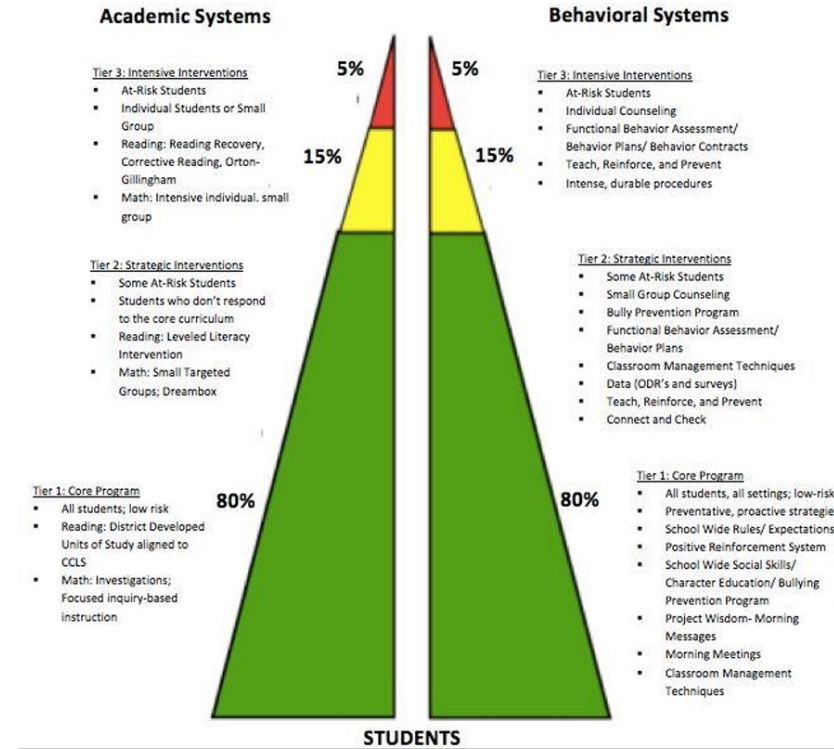 Academic Systems
Behavioral Systems
5%
5%
15%
15%
80%
80%
Tier 3: Intensive Interventions
▪ At-Risk Students
▪ Individual Students or Small
Group
▪ Reading: Reading Recovery,
Corrective Reading, Orton-
Gillingham
▪ Math: Intensive individual. small
group
Tier 2: Strategic Interventions
▪ Some At-Risk Students
▪ Students who don't respond
to the core curriculum
▪ Reading: Leveled Literacy
Intervention
▪ Math: Small Targeted
Groups; Dreambox
Tier 1: Core Program
▪ All students; low risk
▪ Reading: District Developed
Units of Study aligned to
CCLS
▪ Math: Investigations;
Focused inquiry-based
instruction
Tier 3: Intensive Interventions
▪ At-Risk Students
▪ Individual Counseling
▪ Functional Behavior Assessment/
Behavior Plans/ Behavior Contracts
▪ Teach, Reinforce, and Prevent
▪ Intense, durable procedures
Tier 2: Strategic Interventions
▪ Some At-Risk Students
▪ Small Group Counseling
▪ Bully Prevention Program
▪ Functional Behavior Assessment/
Behavior Plans
▪ Classroom Management Techniques
▪ Data (ODR's and surveys)
▪ Teach, Reinforce, and Prevent
▪ Connect and Check
Tier 1: Core Program
▪ All students, all settings; low-risk
▪ Preventative, proactive strategie
▪ School Wide Rules/ Expectations
▪ Positive Reinforcement System
▪ School Wide Social Skills/
Character Education/ Bullying
Prevention Program
▪ Project Wisdom- Morning
Messages
▪ Morning Meetings
▪ Classroom Management
Techniques
STUDENTS